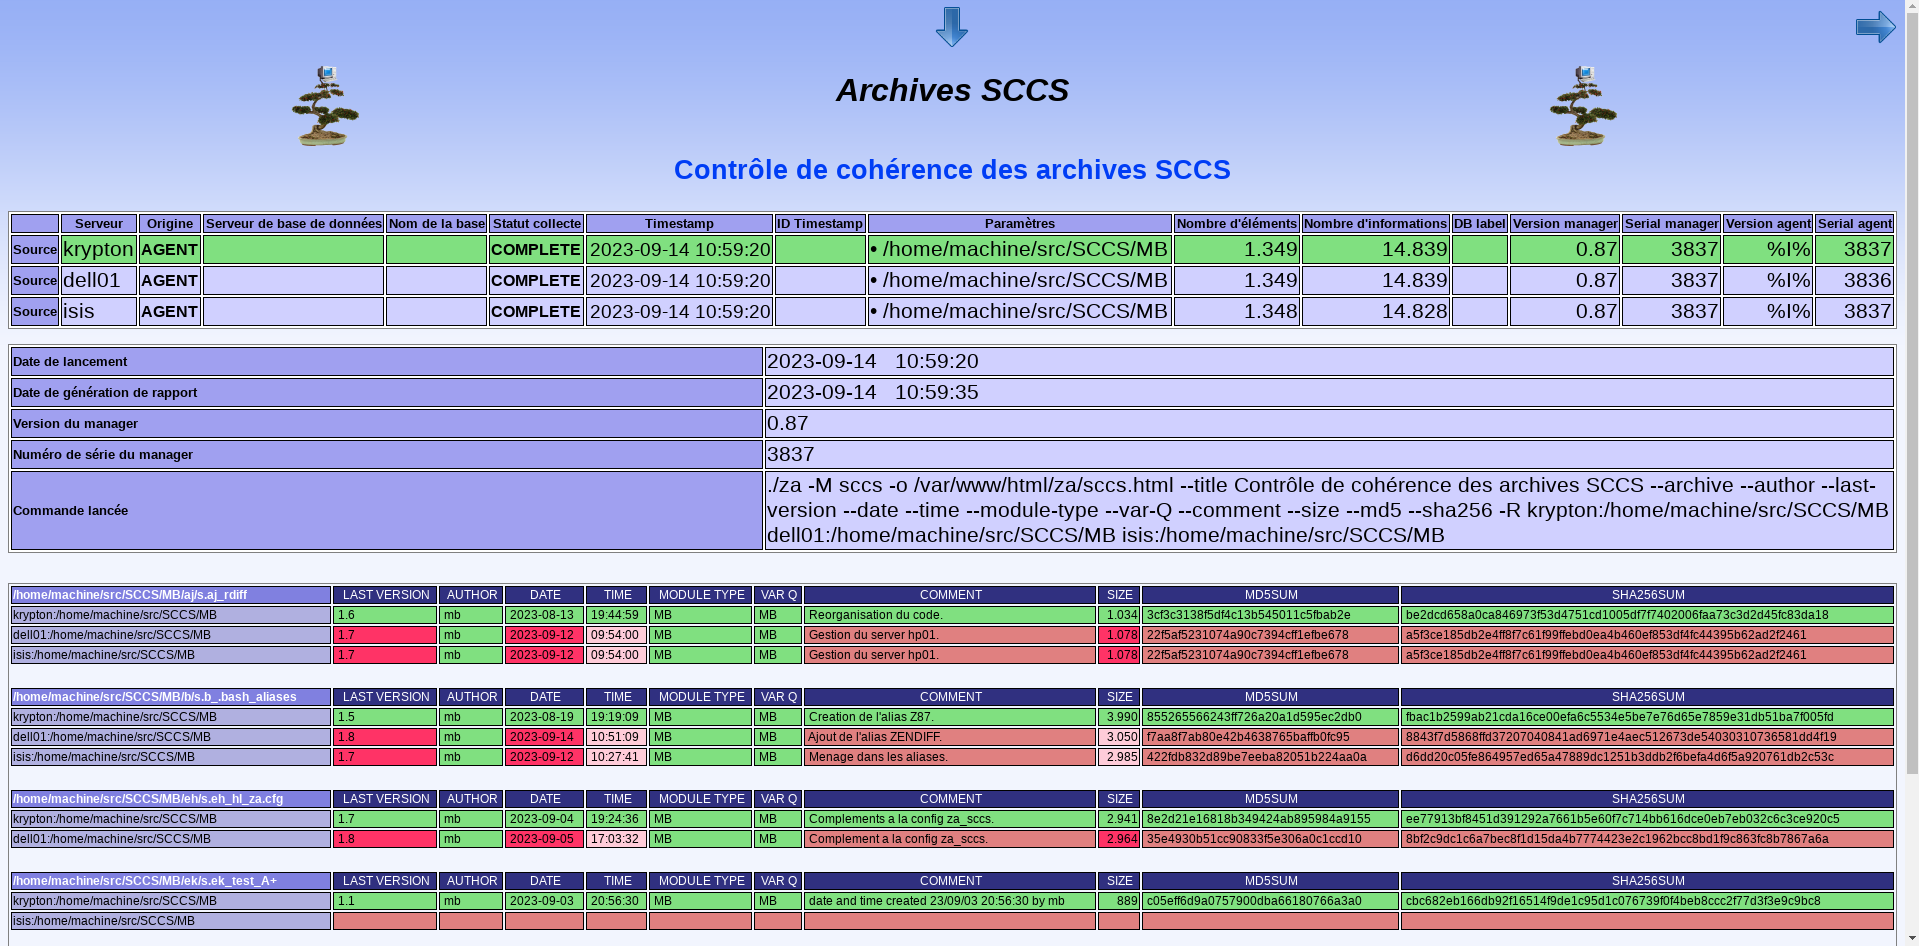 Archives SCCS
Contrôle de cohérence des archives SCCS
Serveur Origine Serveur de base de données Nom de la base Statut collecte Timestamp ID Timestamp Paramètres Nombre d'éléments Nombre d'informations DB label Version manager Serial manager Version agent Serial agent
Source krypton AGENT COMPLETE 2023-09-14 10:59:20 • /home/machine/src/SCCS/MB 1.349 14.839 0.87 3837 %I% 3837
Source dell01 AGENT COMPLETE 2023-09-14 10:59:20 • /home/machine/src/SCCS/MB 1.349 14.839 0.87 3837 %I% 3836
Source isis AGENT COMPLETE 2023-09-14 10:59:20 • /home/machine/src/SCCS/MB 1.348 14.828 0.87 3837 %I% 3837
Date de lancement 2023-09-14 10:59:20
Date de génération de rapport 2023-09-14 10:59:35
Version du manager 0.87
Numéro de série du manager 3837
Commande lancée ./za -M sccs -o /var/www/html/za/sccs.html --title Contrôle de cohérence des archives SCCS --archive --author --last-
version --date --time --module-type --var-Q --comment --size --md5 --sha256 -R krypton:/home/machine/src/SCCS/MB
dell01:/home/machine/src/SCCS/MB isis:/home/machine/src/SCCS/MB
/home/machine/src/SCCS/MB/aj/s.aj_rdiff LAST VERSION AUTHOR DATE TIME MODULE TYPE VAR Q COMMENT SIZE MD5SUM SHA256SUM
krypton:/home/machine/src/SCCS/MB 1.6 mb 2023-08-13 19:44:59 MB MB Reorganisation du code. 1.034 3cf3c3138f5df4c13b545011c5fbab2e be2dcd658a0ca846973f53d4751cd1005df7f7402006faa73c3d2d45fc83da18
dell01:/home/machine/src/SCCS/MB 1.7 mb 2023-09-12 09:54:00 MB MB Gestion du server hp01. 1.078 22f5af5231074a90c7394cff1efbe678 a5f3ce185db2e4ff8f7c61f99ffebd0ea4b460ef853df4fc44395b62ad2f2461
isis:/home/machine/src/SCCS/MB 1.7 mb 2023-09-12 09:54:00 MB MB Gestion du server hp01. 1.078 22f5af5231074a90c7394cff1efbe678 a5f3ce185db2e4ff8f7c61f99ffebd0ea4b460ef853df4fc44395b62ad2f2461
/home/machine/src/SCCS/MB/b/s.b_.bash_aliases LAST VERSION AUTHOR DATE TIME MODULE TYPE VAR Q COMMENT SIZE MD5SUM SHA256SUM
krypton:/home/machine/src/SCCS/MB 1.5 mb 2023-08-19 19:19:09 MB MB Creation de l'alias Z87. 3.990 855265566243ff726a20a1d595ec2db0 fbac1b2599ab21cda16ce00efa6c5534e5be7e76d65e7859e31db51ba7f005fd
dell01:/home/machine/src/SCCS/MB 1.8 mb 2023-09-14 10:51:09 MB MB Ajout de l'alias ZENDIFF. 3.050 f7aa8f7ab80e42b4638765baffb0fc95 8843f7d5868ffd37207040841ad6971e4aec512673de54030310736581dd4f19
isis:/home/machine/src/SCCS/MB 1.7 mb 2023-09-12 10:27:41 MB MB Menage dans les aliases. 2.985 422fdb832d89be7eeba82051b224aa0a d6dd20c05fe864957ed65a47889dc1251b3ddb2f6befa4d6f5a920761db2c53c
/home/machine/src/SCCS/MB/eh/s.eh_hl_za.cfg LAST VERSION AUTHOR DATE TIME MODULE TYPE VAR Q COMMENT SIZE MD5SUM SHA256SUM
krypton:/home/machine/src/SCCS/MB 1.7 mb 2023-09-04 19:24:36 MB MB Complements a la config za_sccs. 2.941 8e2d21e16818b349424ab895984a9155 ee77913bf8451d391292a7661b5e60f7c714bb616dce0eb7eb032c6c3ce920c5
dell01:/home/machine/src/SCCS/MB 1.8 mb 2023-09-05 17:03:32 MB MB Complement a la config za_sccs. 2.964 35e4930b51cc90833f5e306a0c1ccd10 8bf2c9dc1c6a7bec8f1d15da4b7774423e2c1962bcc8bd1f9c863fc8b7867a6a
/home/machine/src/SCCS/MB/ek/s.ek_test_A+ LAST VERSION AUTHOR DATE TIME MODULE TYPE VAR Q COMMENT SIZE MD5SUM SHA256SUM
krypton:/home/machine/src/SCCS/MB 1.1 mb 2023-09-03 20:56:30 MB MB date and time created 23/09/03 20:56:30 by mb 889 c05eff6d9a0757900dba66180766a3a0 cbc682eb166db92f16514f9de1c95d1c076739f0f4beb8ccc2f77d3f3e9c9bc8
isis:/home/machine/src/SCCS/MB